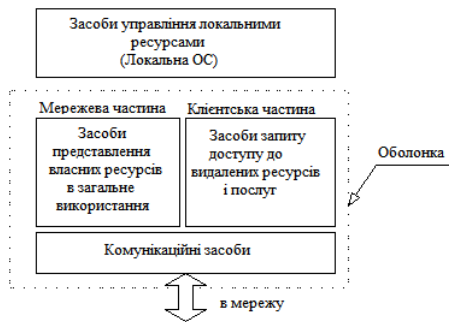 Засоби управління локальними
ресурсами
(Локальна ОС)
Мережева частина
Клієнтська частина
Засоби
представлення
власних ресурсів
в загальне
використання
Засоби запиту
доступу до
видалених ресурсів
і послуг
Оболонка
Комунікаційні засоби
в мережу